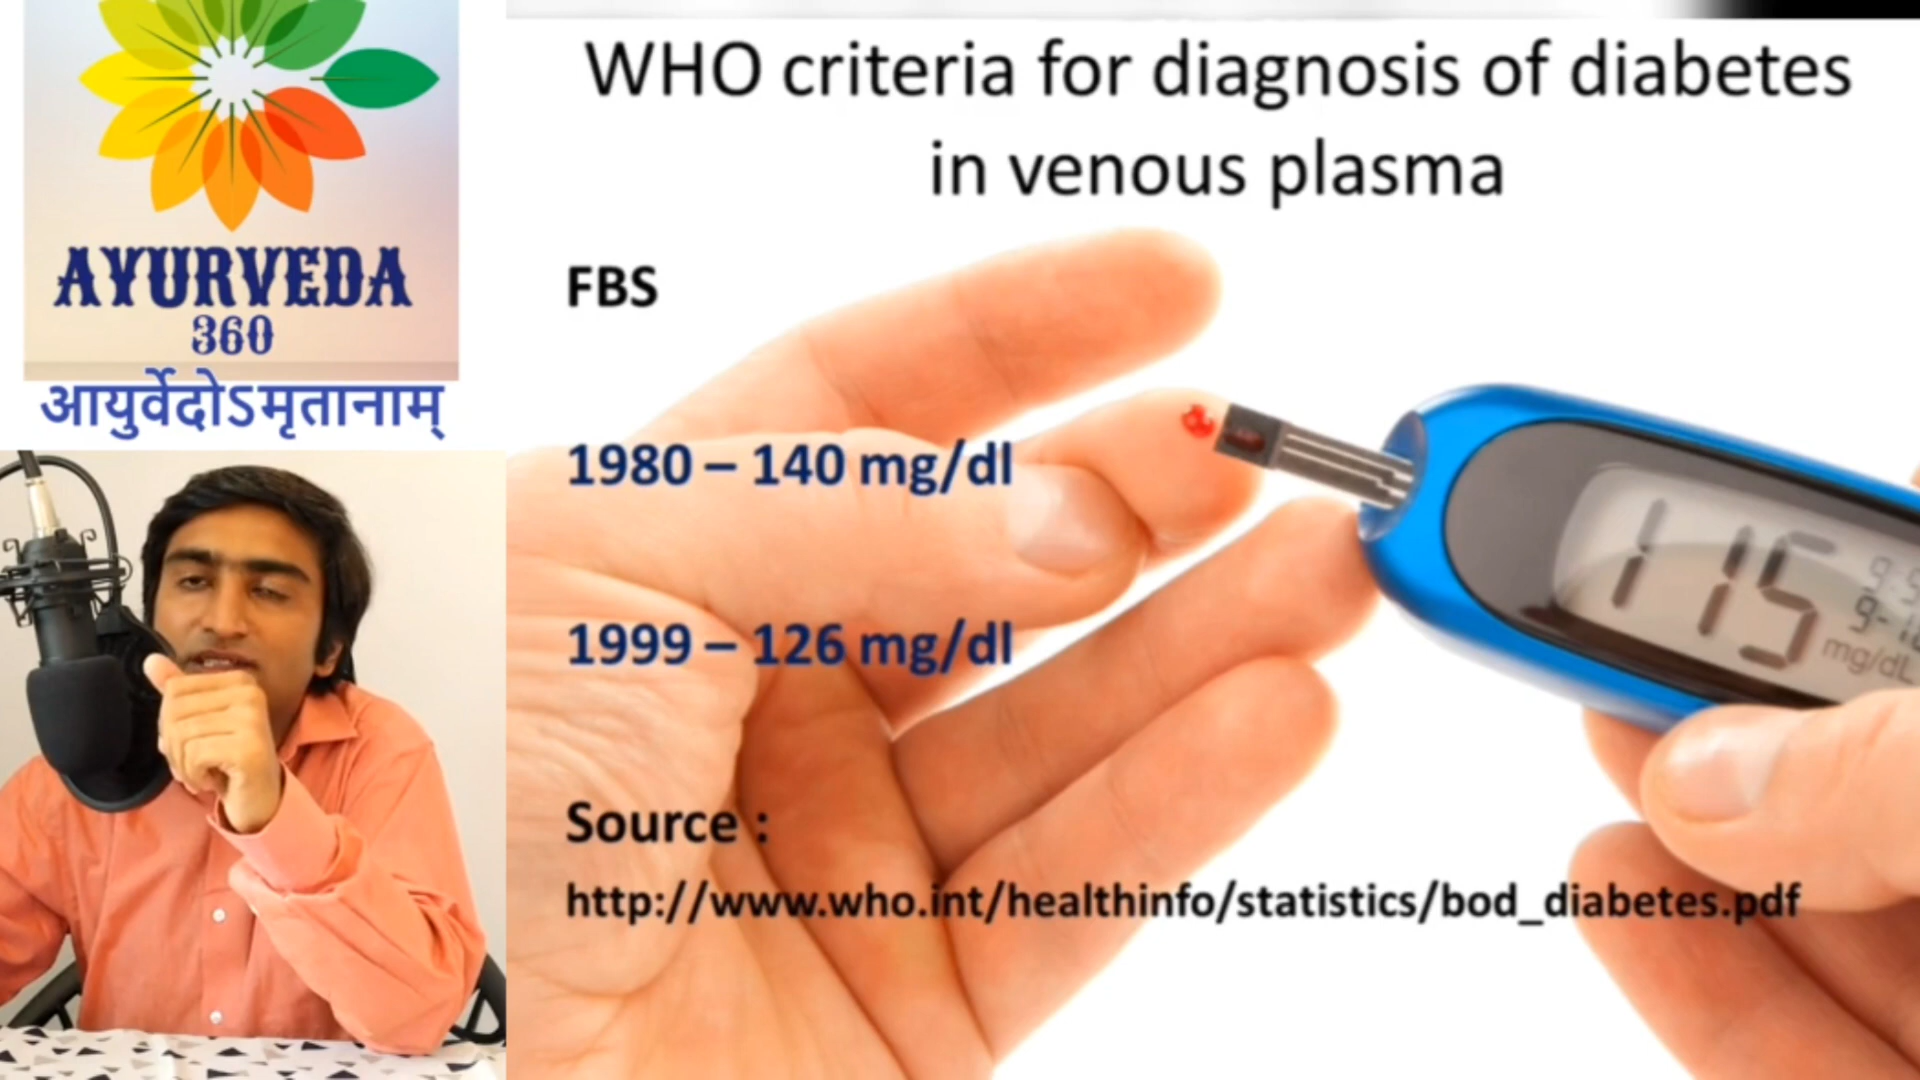 AYURVEDA
360
आयुर्वेदोऽमृतानाम्
WHO criteria for diagnosis of diabetes
in venous plasma
FBS
1980 – 140 mg/dl
1999 – 126 mg/dl
Source :
http://www.who.int/healthinfo/statistics/bod_diabetes.pdf
115
mg/dL